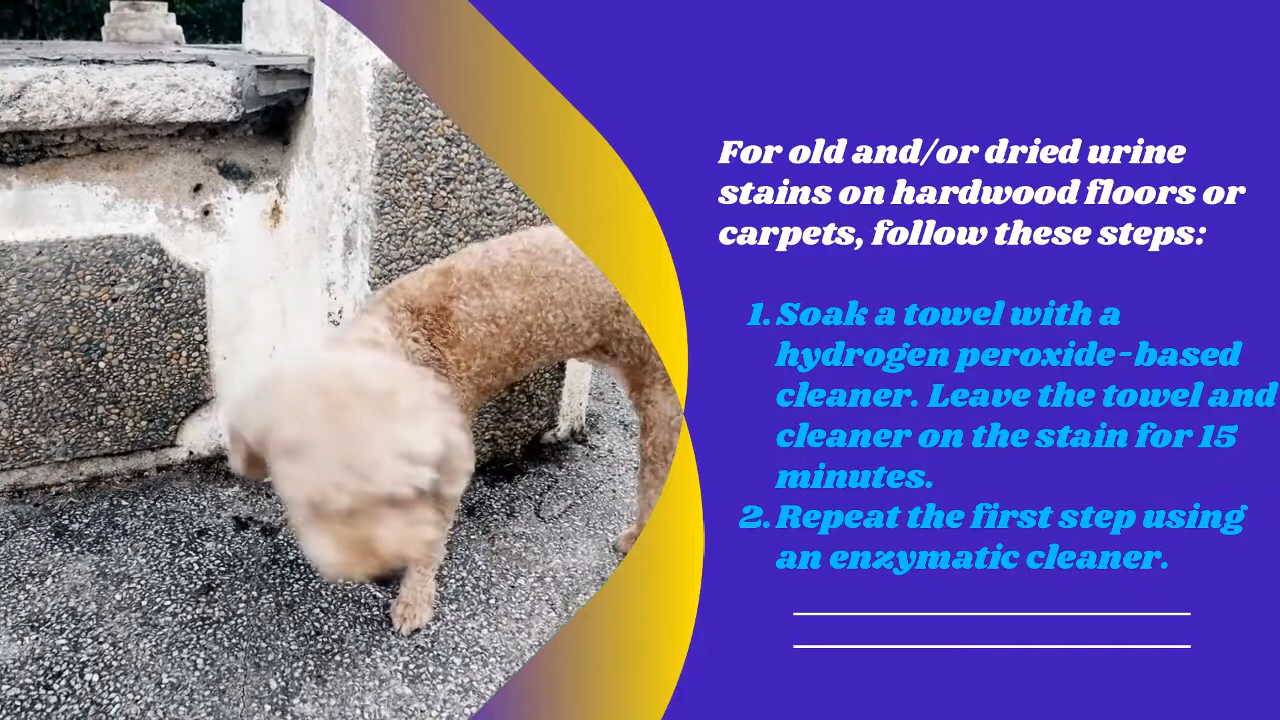 For old and/or dried urine
stains on hardwood floors or
carpets, follow these steps:
1. Soak a towel with a
hydrogen peroxide-based
cleaner. Leave the towel and
cleaner on the stain for 15
minutes.
2. Repeat the first step using
an enzymatic cleaner.